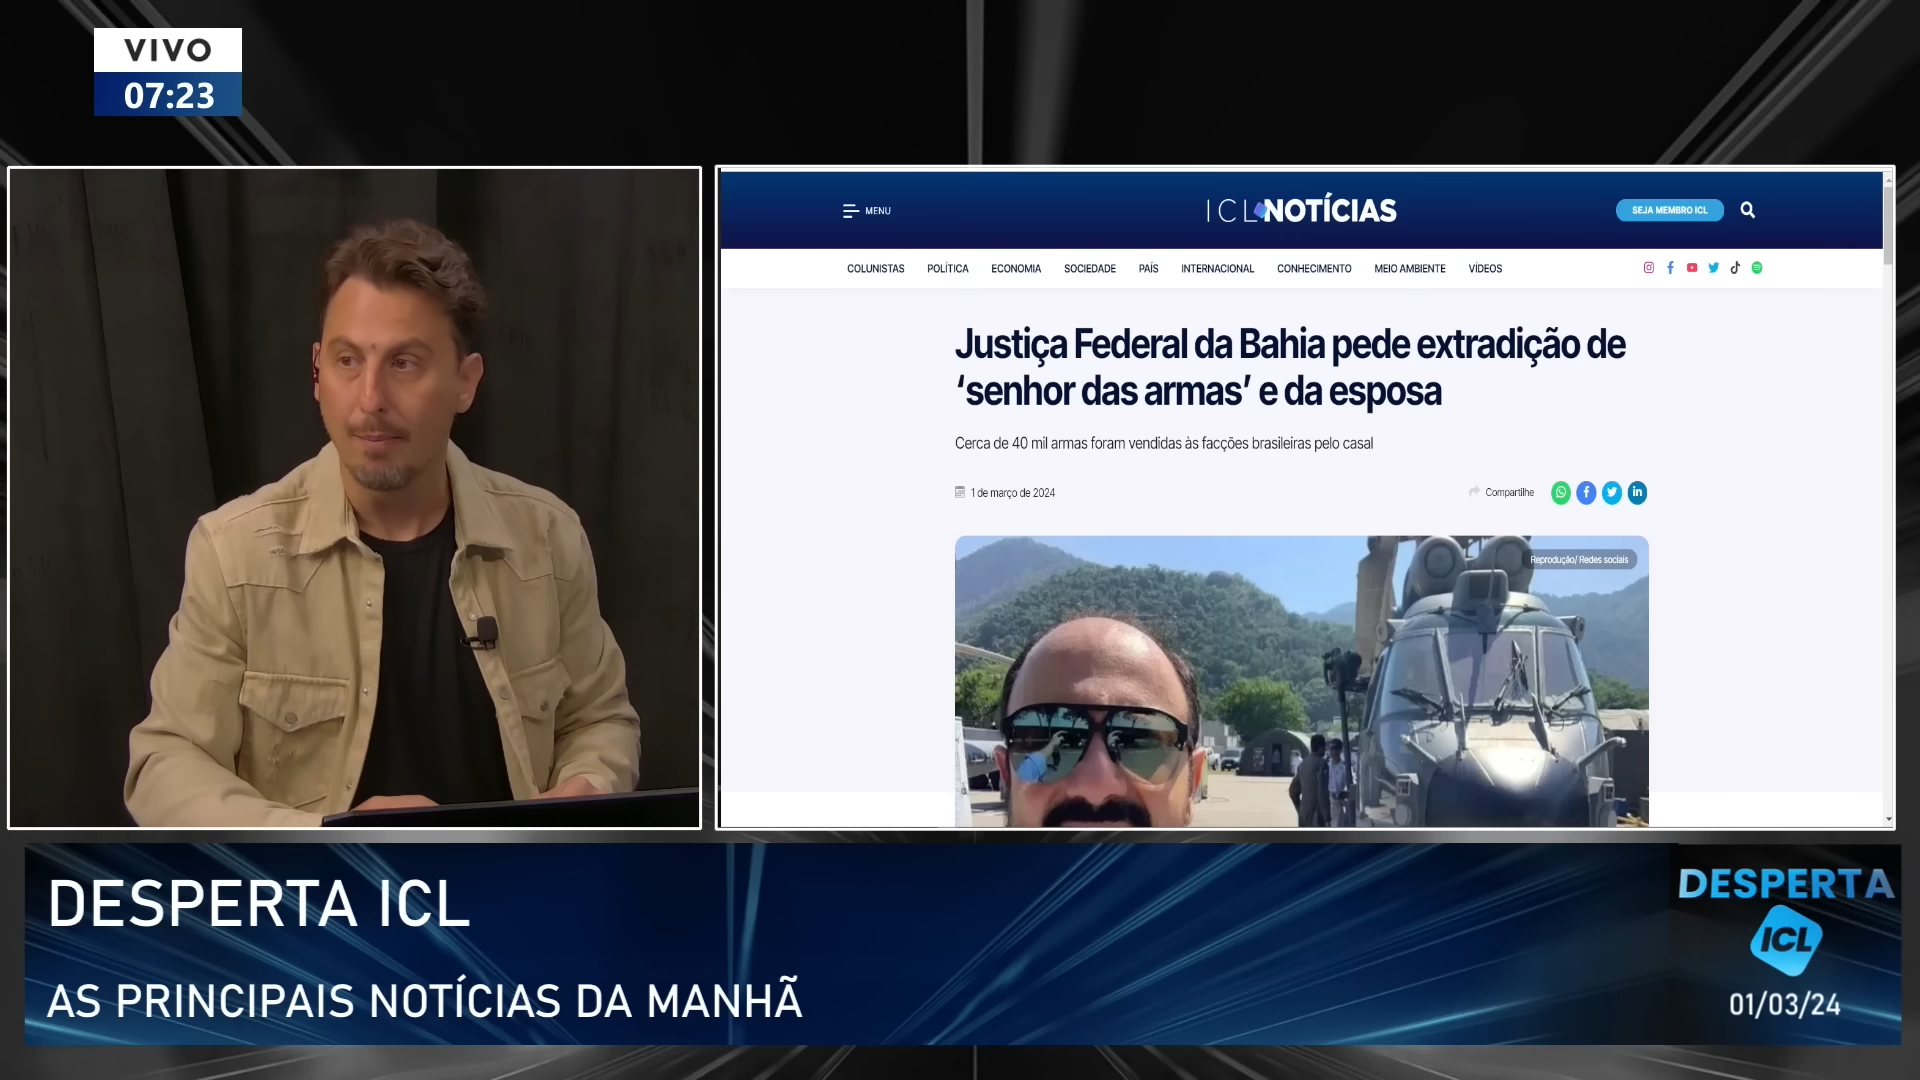 VIVO
07:23
MENU
ICL NOTÍCIAS
SEJA MEMBRO ICL
COLUNISTAS POLÍTICA ECONOMIA SOCIEDADE PAÍS INTERNACIONAL CONHECIMENTO MEIO AMBIENTE VÍDEOS
Justiça Federal da Bahia pede extradição de
‘senhor das armas’ e da esposa
Cerca de 40 mil armas foram vendidas às facções brasileiras pelo casal
1 de março de 2024
Compartilhe
Reprodução/ Redes sociais
DESPERTA ICL
AS PRINCIPAIS NOTÍCIAS DA MANHÃ
DESPERTA
ICL
01/03/24